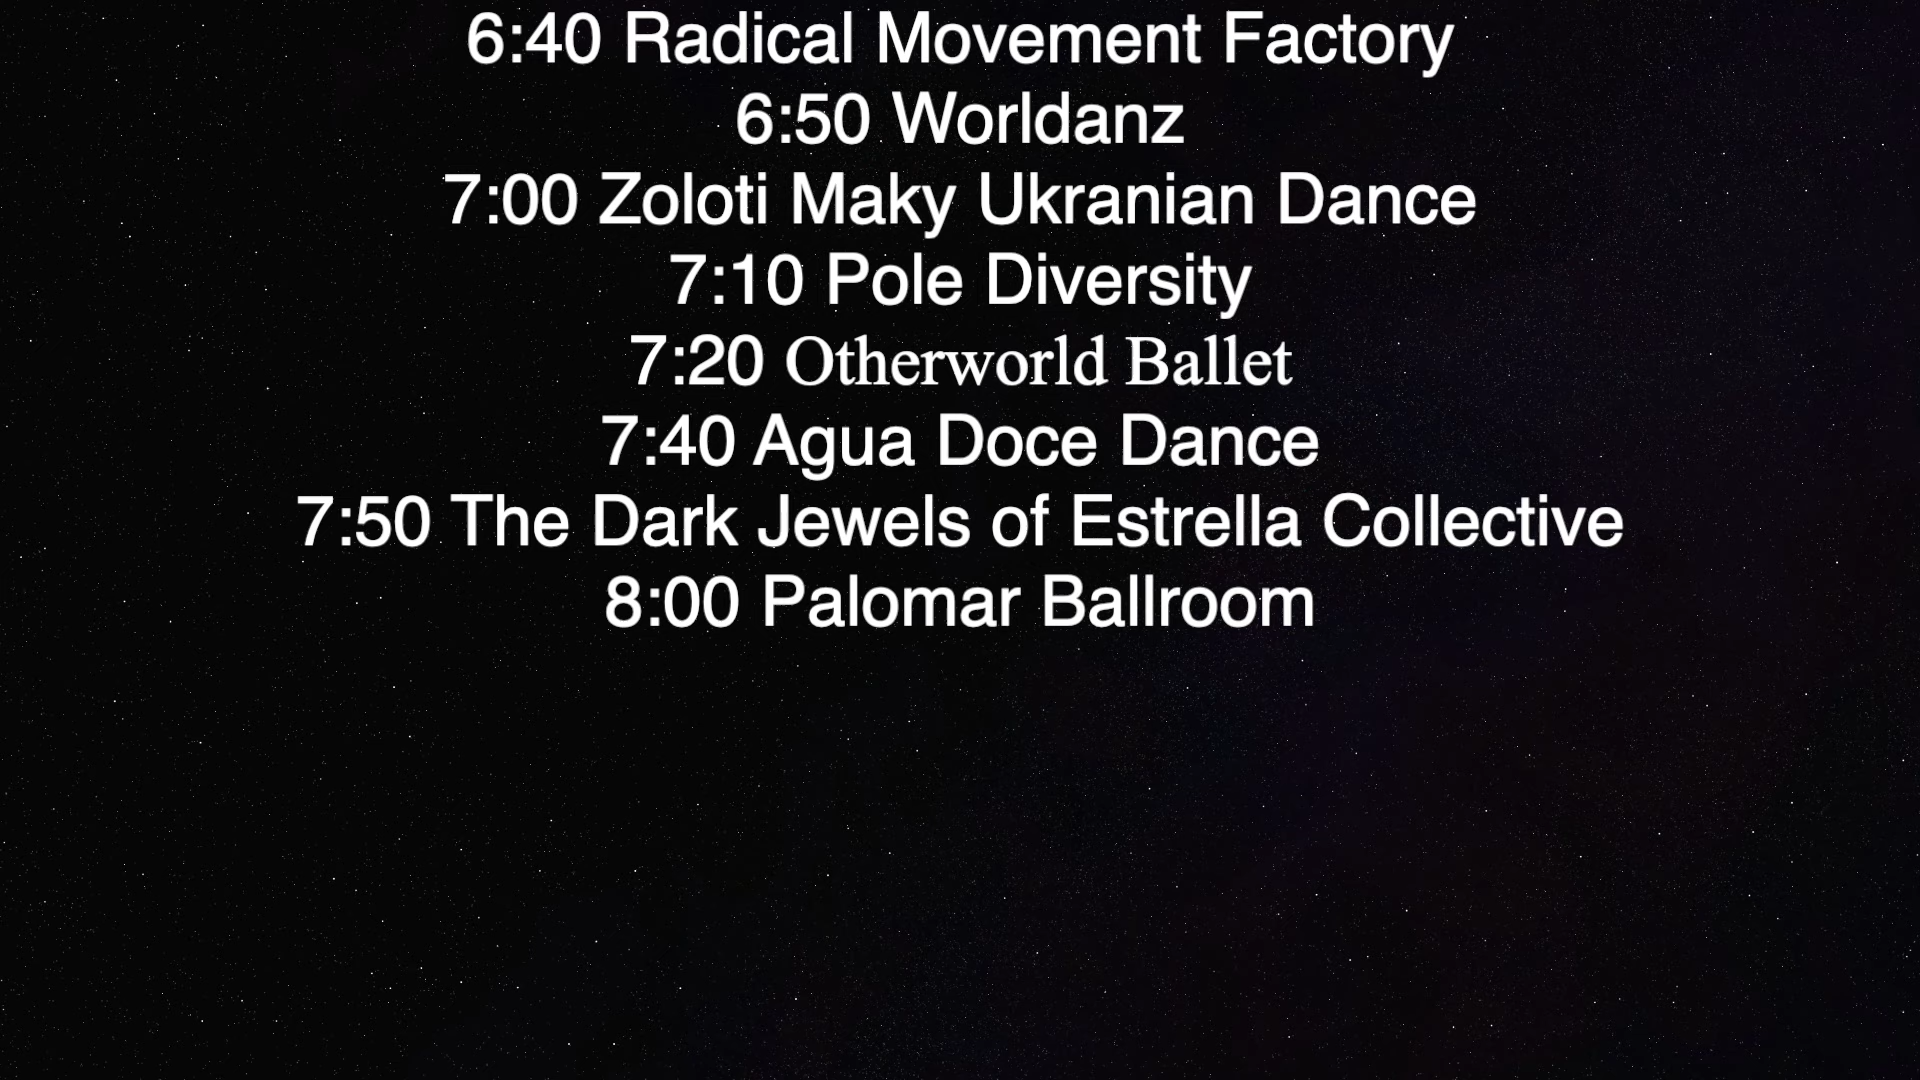 6:40 Radical Movement Factory
6:50 Worldanz
7:00 Zoloti Maky Ukranian Dance
7:10 Pole Diversity
7:20 Otherworld Ballet
7:40 Agua Doce Dance
7:50 The Dark Jewels of Estrella Collective
8:00 Palomar Ballroom